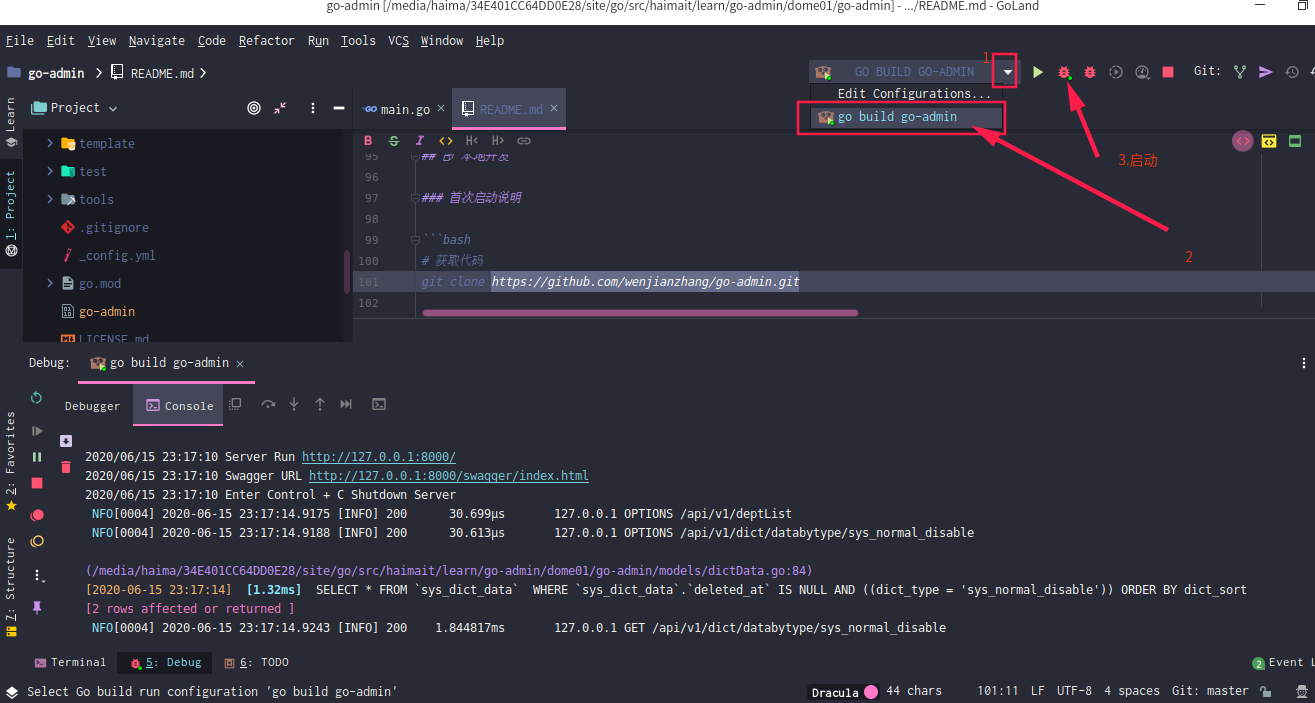 go-admin [/media/haima/34E401CC64DD0E28/site/go/src/haimait/learn/go-admin/dome01/go-admin] - .../README.md - GoLand
File Edit View Navigate Code Refactor Run Tools VCS Window Help
1
go-admin README.md
GO BUILD GO-ADMIN
Git:
Edit Configurations...
go build go-admin
Learn
Project
main.go × README.md ×
B S I <> H< H>
3.启动
2
1: Project
template
test
tools
.gitignore
_config.yml
go.mod
go-admin
LICENSE.md
95
96
97 ### 首次启动说明
98
99 ```bash
100 # 获取代码
101 git clone https://github.com/wenjianzhang/go-admin.git
102
Debug: go build go-admin ×
Debugger Console
2: Favorites
7: Structure
2020/06/15 23:17:10 Server Run http://127.0.0.1:8000/
2020/06/15 23:17:10 Swagger URL http://127.0.0.1:8000/swagger/index.html
2020/06/15 23:17:10 Enter Control + C Shutdown Server
NFO[0004] 2020-06-15 23:17:14.9175 [INFO] 200 30.699µs 127.0.0.1 OPTIONS /api/v1/deptList
NFO[0004] 2020-06-15 23:17:14.9188 [INFO] 200 30.613µs 127.0.0.1 OPTIONS /api/v1/dict/databytype/sys_normal_disable
(/media/haima/34E401CC64DD0E28/site/go/src/haimait/learn/go-admin/dome01/go-admin/models/dictData.go:84)
[2020-06-15 23:17:14] [1.32ms] SELECT * FROM `sys_dict_data` WHERE `sys_dict_data`.`deleted_at` IS NULL AND ((dict_type = 'sys_normal_disable')) ORDER BY dict_sort
[2 rows affected or returned ]
NFO[0004] 2020-06-15 23:17:14.9243 [INFO] 200 1.844817ms 127.0.0.1 GET /api/v1/dict/databytype/sys_normal_disable
Terminal 5: Debug 6: TODO
2 Event L
Select Go build run configuration 'go build go-admin'
Dracula 44 chars 101:11 LF UTF-8 4 spaces Git: master